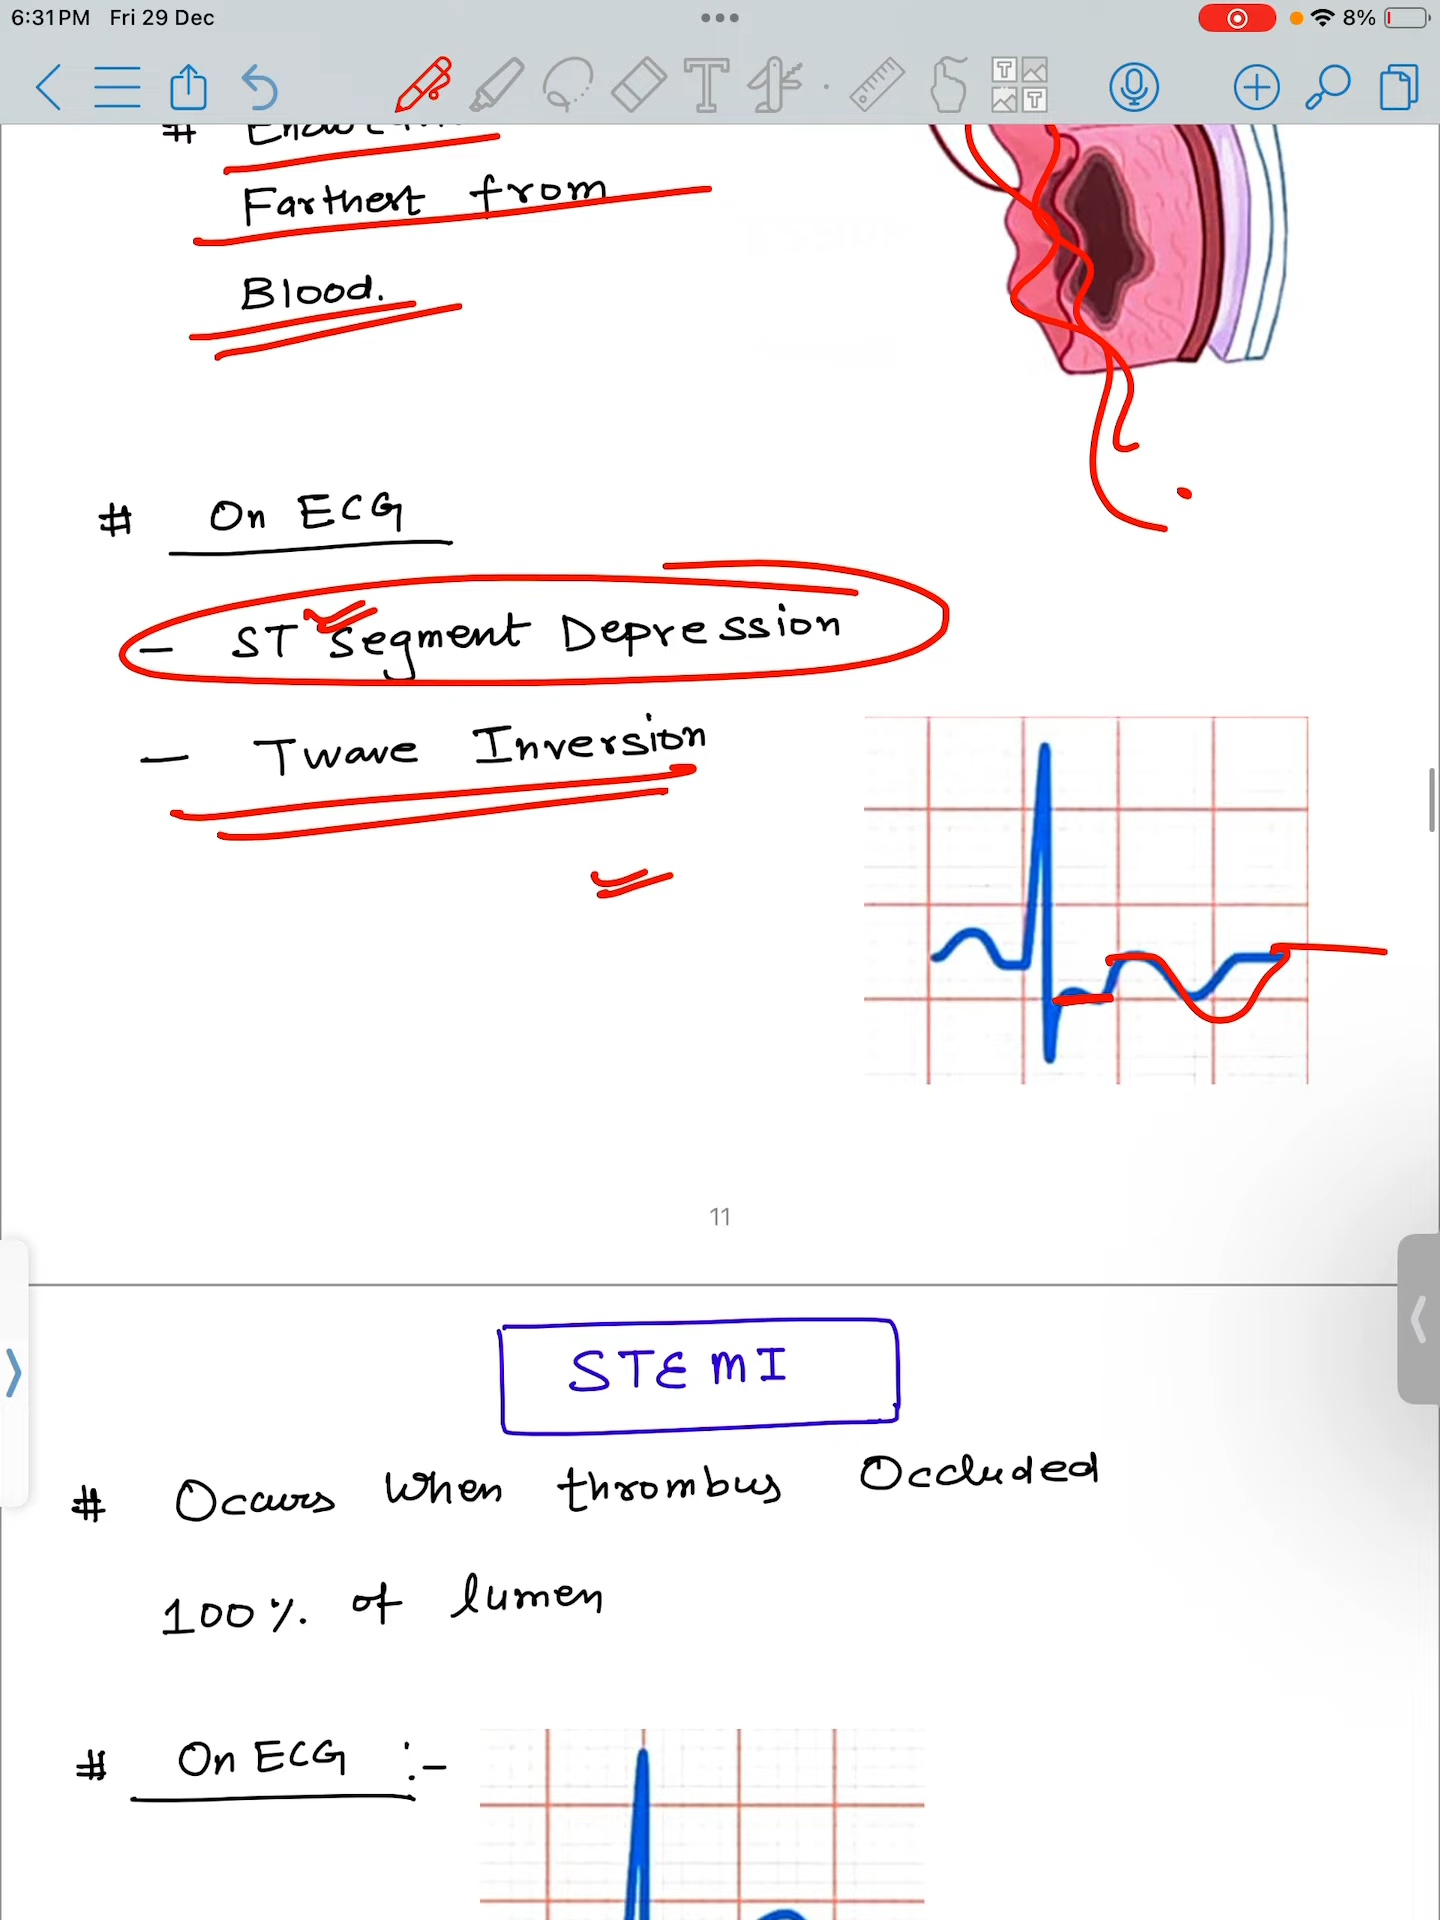 6:31 PM Fri 29 Dec
8%
#
Farthest from
Blood.
# On ECG
- ST Segment Depression
- Twave Inversion
11
STEMI
# Occurs When thrombus Occluded
100% of lumen
# On ECG :-